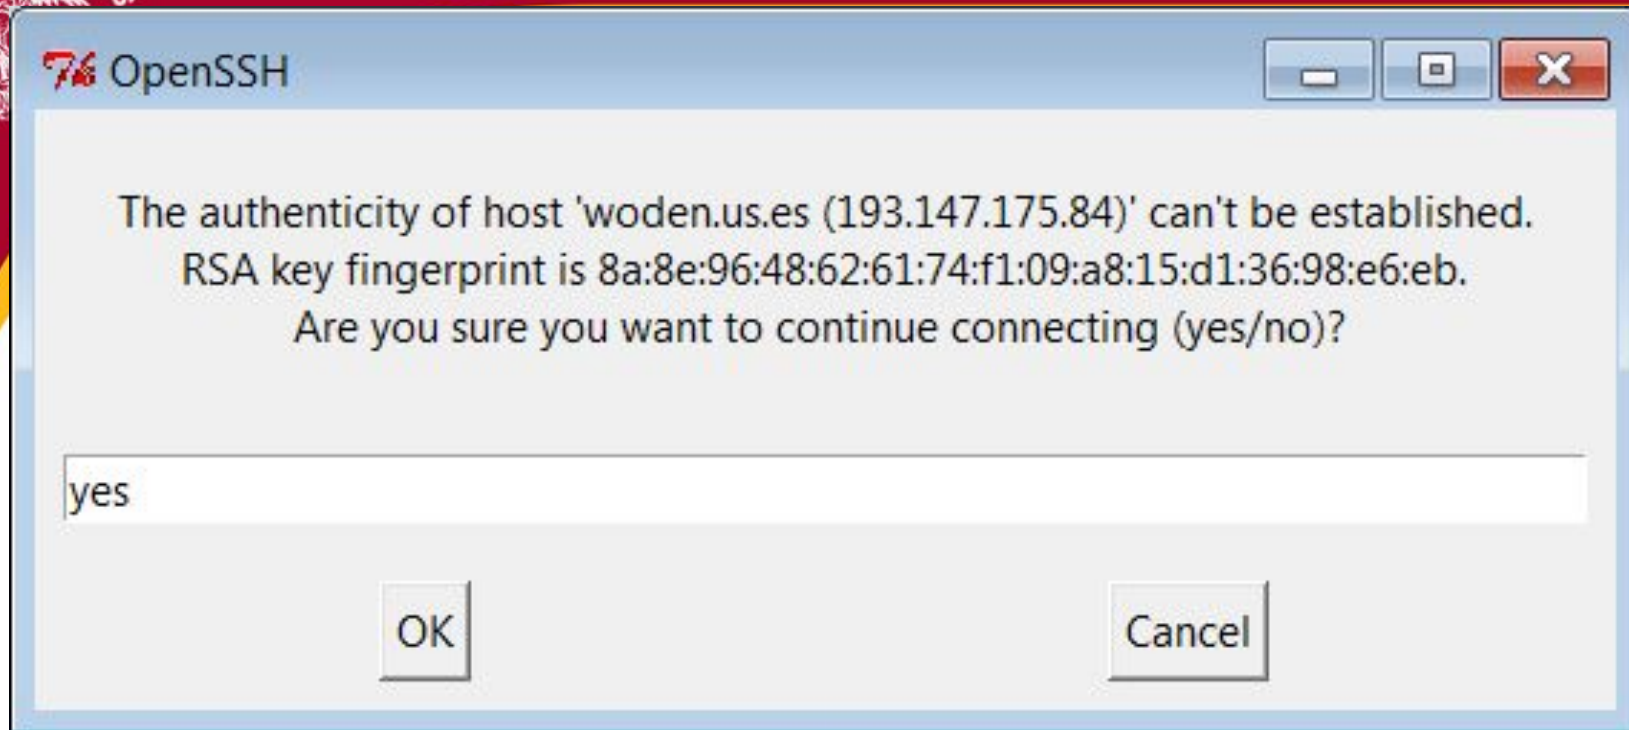 OpenSSH
The authenticity of host 'woden.us.es (193.147.175.84)' can't be established.
RSA key fingerprint is 8a:8e:96:48:62:61:74:f1:09:a8:15:d1:36:98:e6:eb.
Are you sure you want to continue connecting (yes/no)?
yes
OK
Cancel